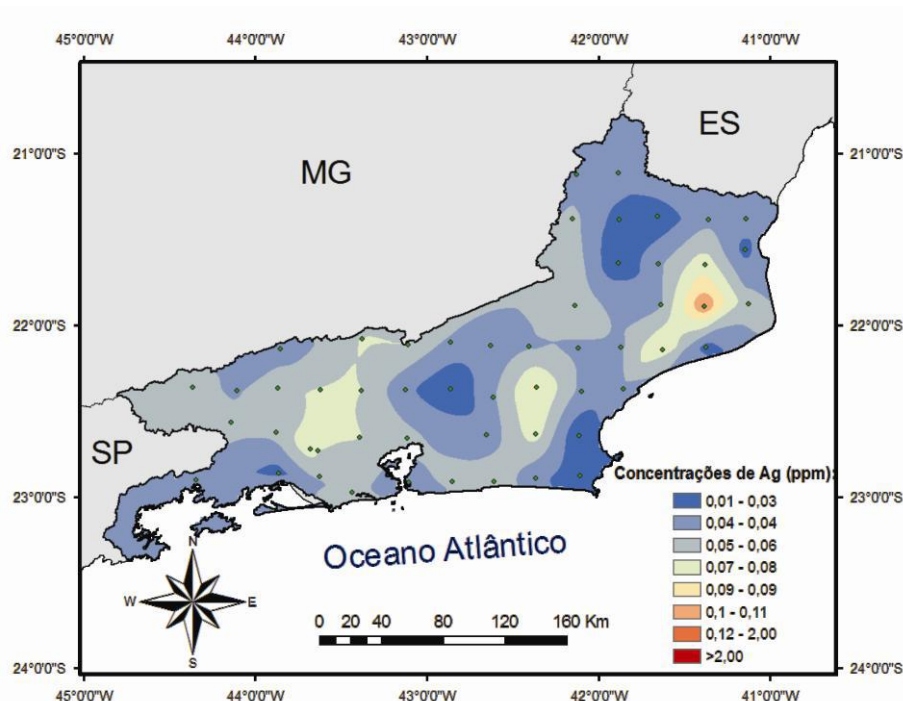 45°0'0"W 44°0'0"W 43°0'0"W 42°0'0"W 41°0'0"W
ES
21°0'0"S 21°0'0"S
MG
22°0'0"S 22°0'0"S
SP
23°0'0"S 23°0'0"S
Concentrações de Ag (ppm):
0,01 - 0,03
0,04 - 0,04
0,05 - 0,06
0,07 - 0,08
0,09 - 0,09
0,1 - 0,11
0,12 - 2,00
>2,00
Oceano Atlântico
N
W E
S
0 20 40 80 120 160 Km
24°0'0"S 24°0'0"S
45°0'0"W 44°0'0"W 43°0'0"W 42°0'0"W 41°0'0"W